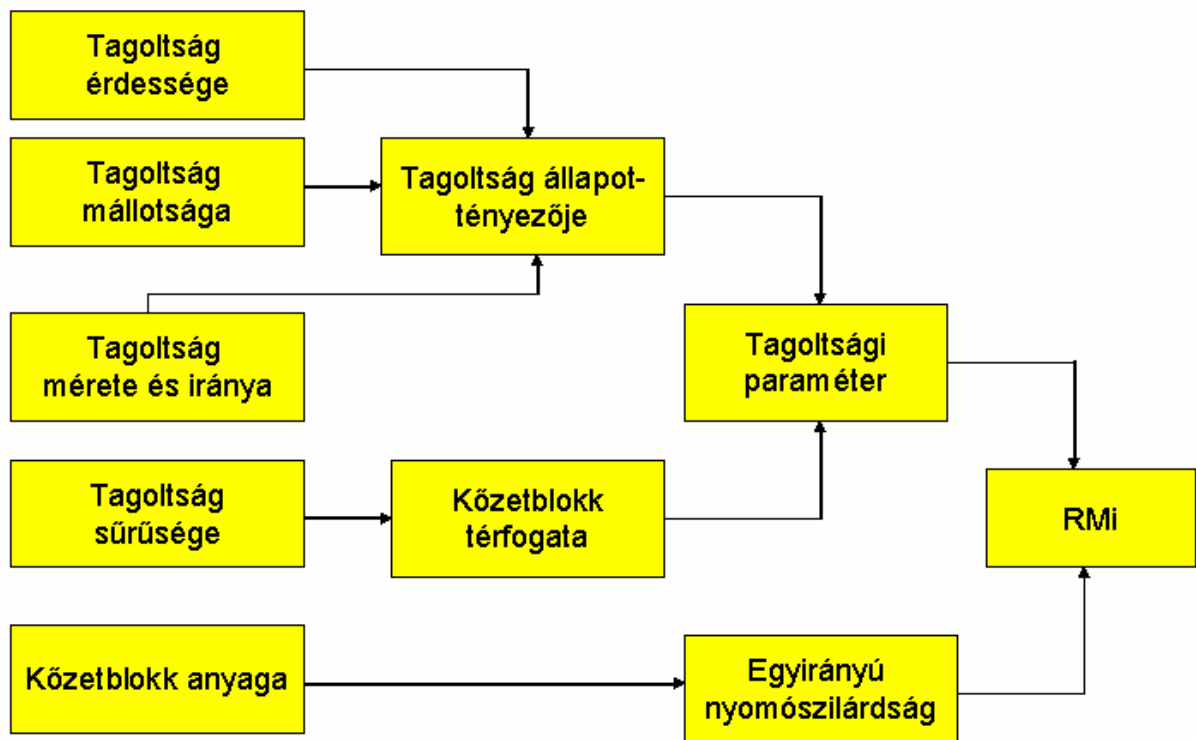 Tagoltság
érdessége
Tagoltság
mállotsága
Tagoltság állapot-
tényezője
Tagoltság
mérete és iránya
Tagoltsági
paraméter
Tagoltság
sűrűsége
Kőzetblokk
térfogata
RMi
Kőzetblokk anyaga
Egyirányú
nyomószilárdság